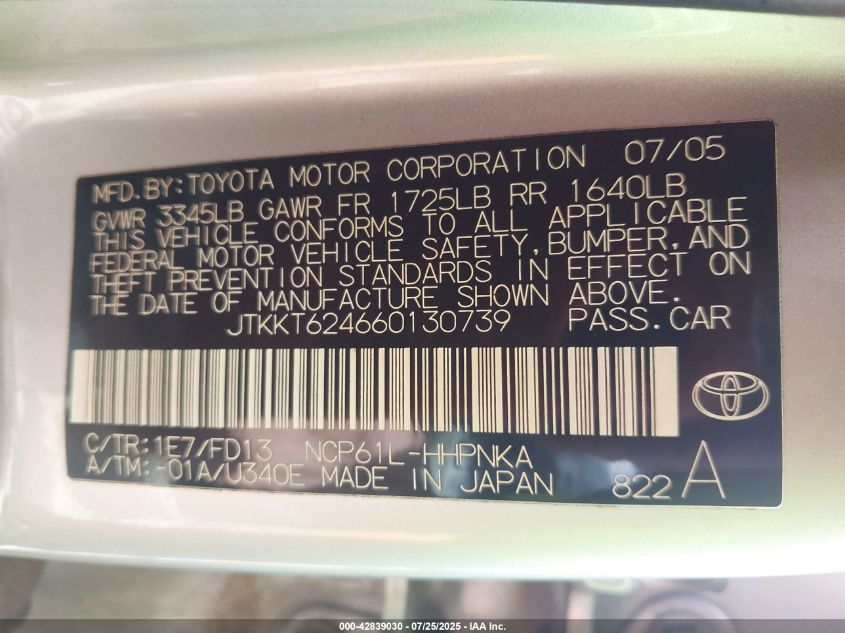 MFD.BY:TOYOTA MOTOR CORPORATION 07/05
GVWR 3345LB GAWR FR 1725LB RR 1640LB
THIS VEHICLE CONFORMS TO ALL APPLICABLE
FEDERAL MOTOR VEHICLE SAFETY,BUMPER,AND
THEFT PREVENTION STANDARDS IN EFFECT ON
THE DATE OF MANUFACTURE SHOWN ABOVE.
JTKKT624660130739 PASS.CAR
C/TR:1E7/FD13 NCP61L-HHPNKA
A/TM:-01A/U340E MADE IN JAPAN 822 A
000-42839030 - 07/25/2025 - IAA Inc.